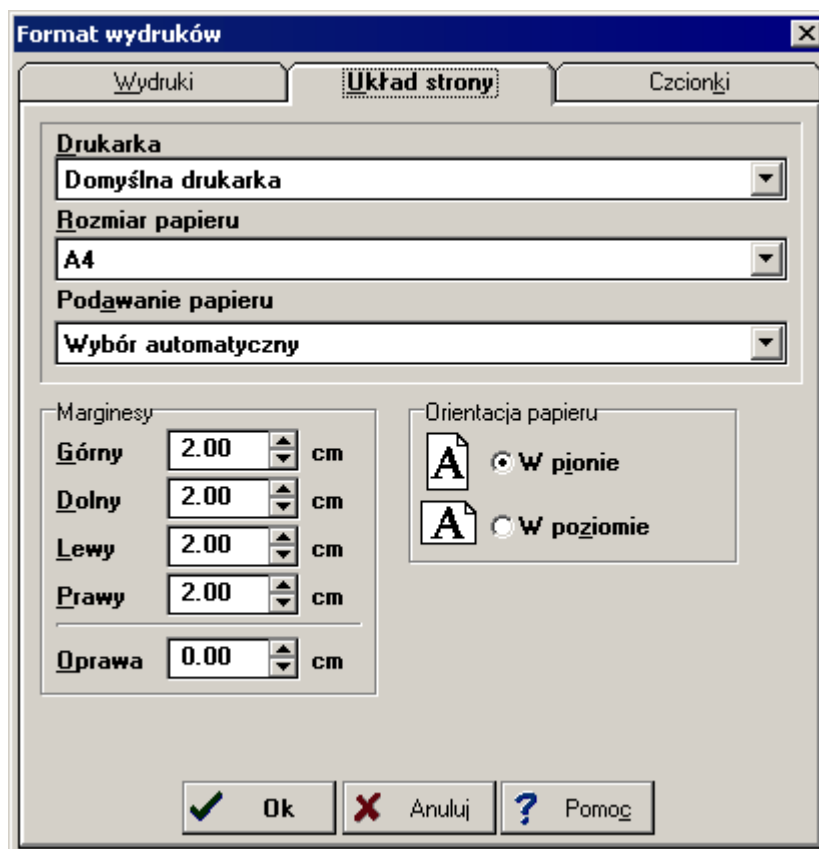 Format wydruków
Wydruki Układ strony Czcionki
Drukarka
Domyślna drukarka
Rozmiar papieru
A4
Podawanie papieru
Wybór automatyczny
Marginesy
Górny 2.00 cm
Dolny 2.00 cm
Lewy 2.00 cm
Prawy 2.00 cm
Oprawa 0.00 cm
Orientacja papieru
A W pionie
A W poziomie
Ok Anuluj ? Pomoc